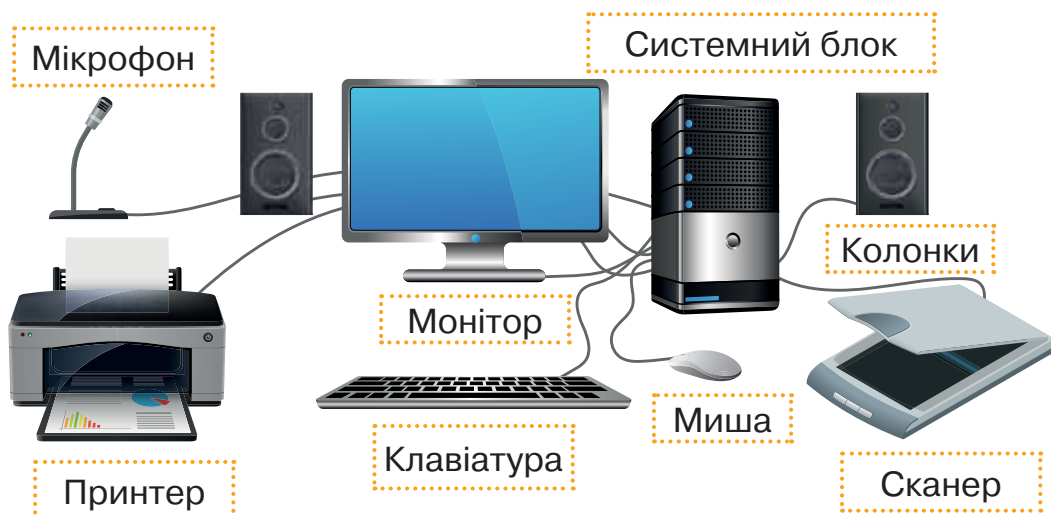 Мікрофон
Системний блок
Колонки
Монітор
Миша
Клавіатура
Принтер
Сканер